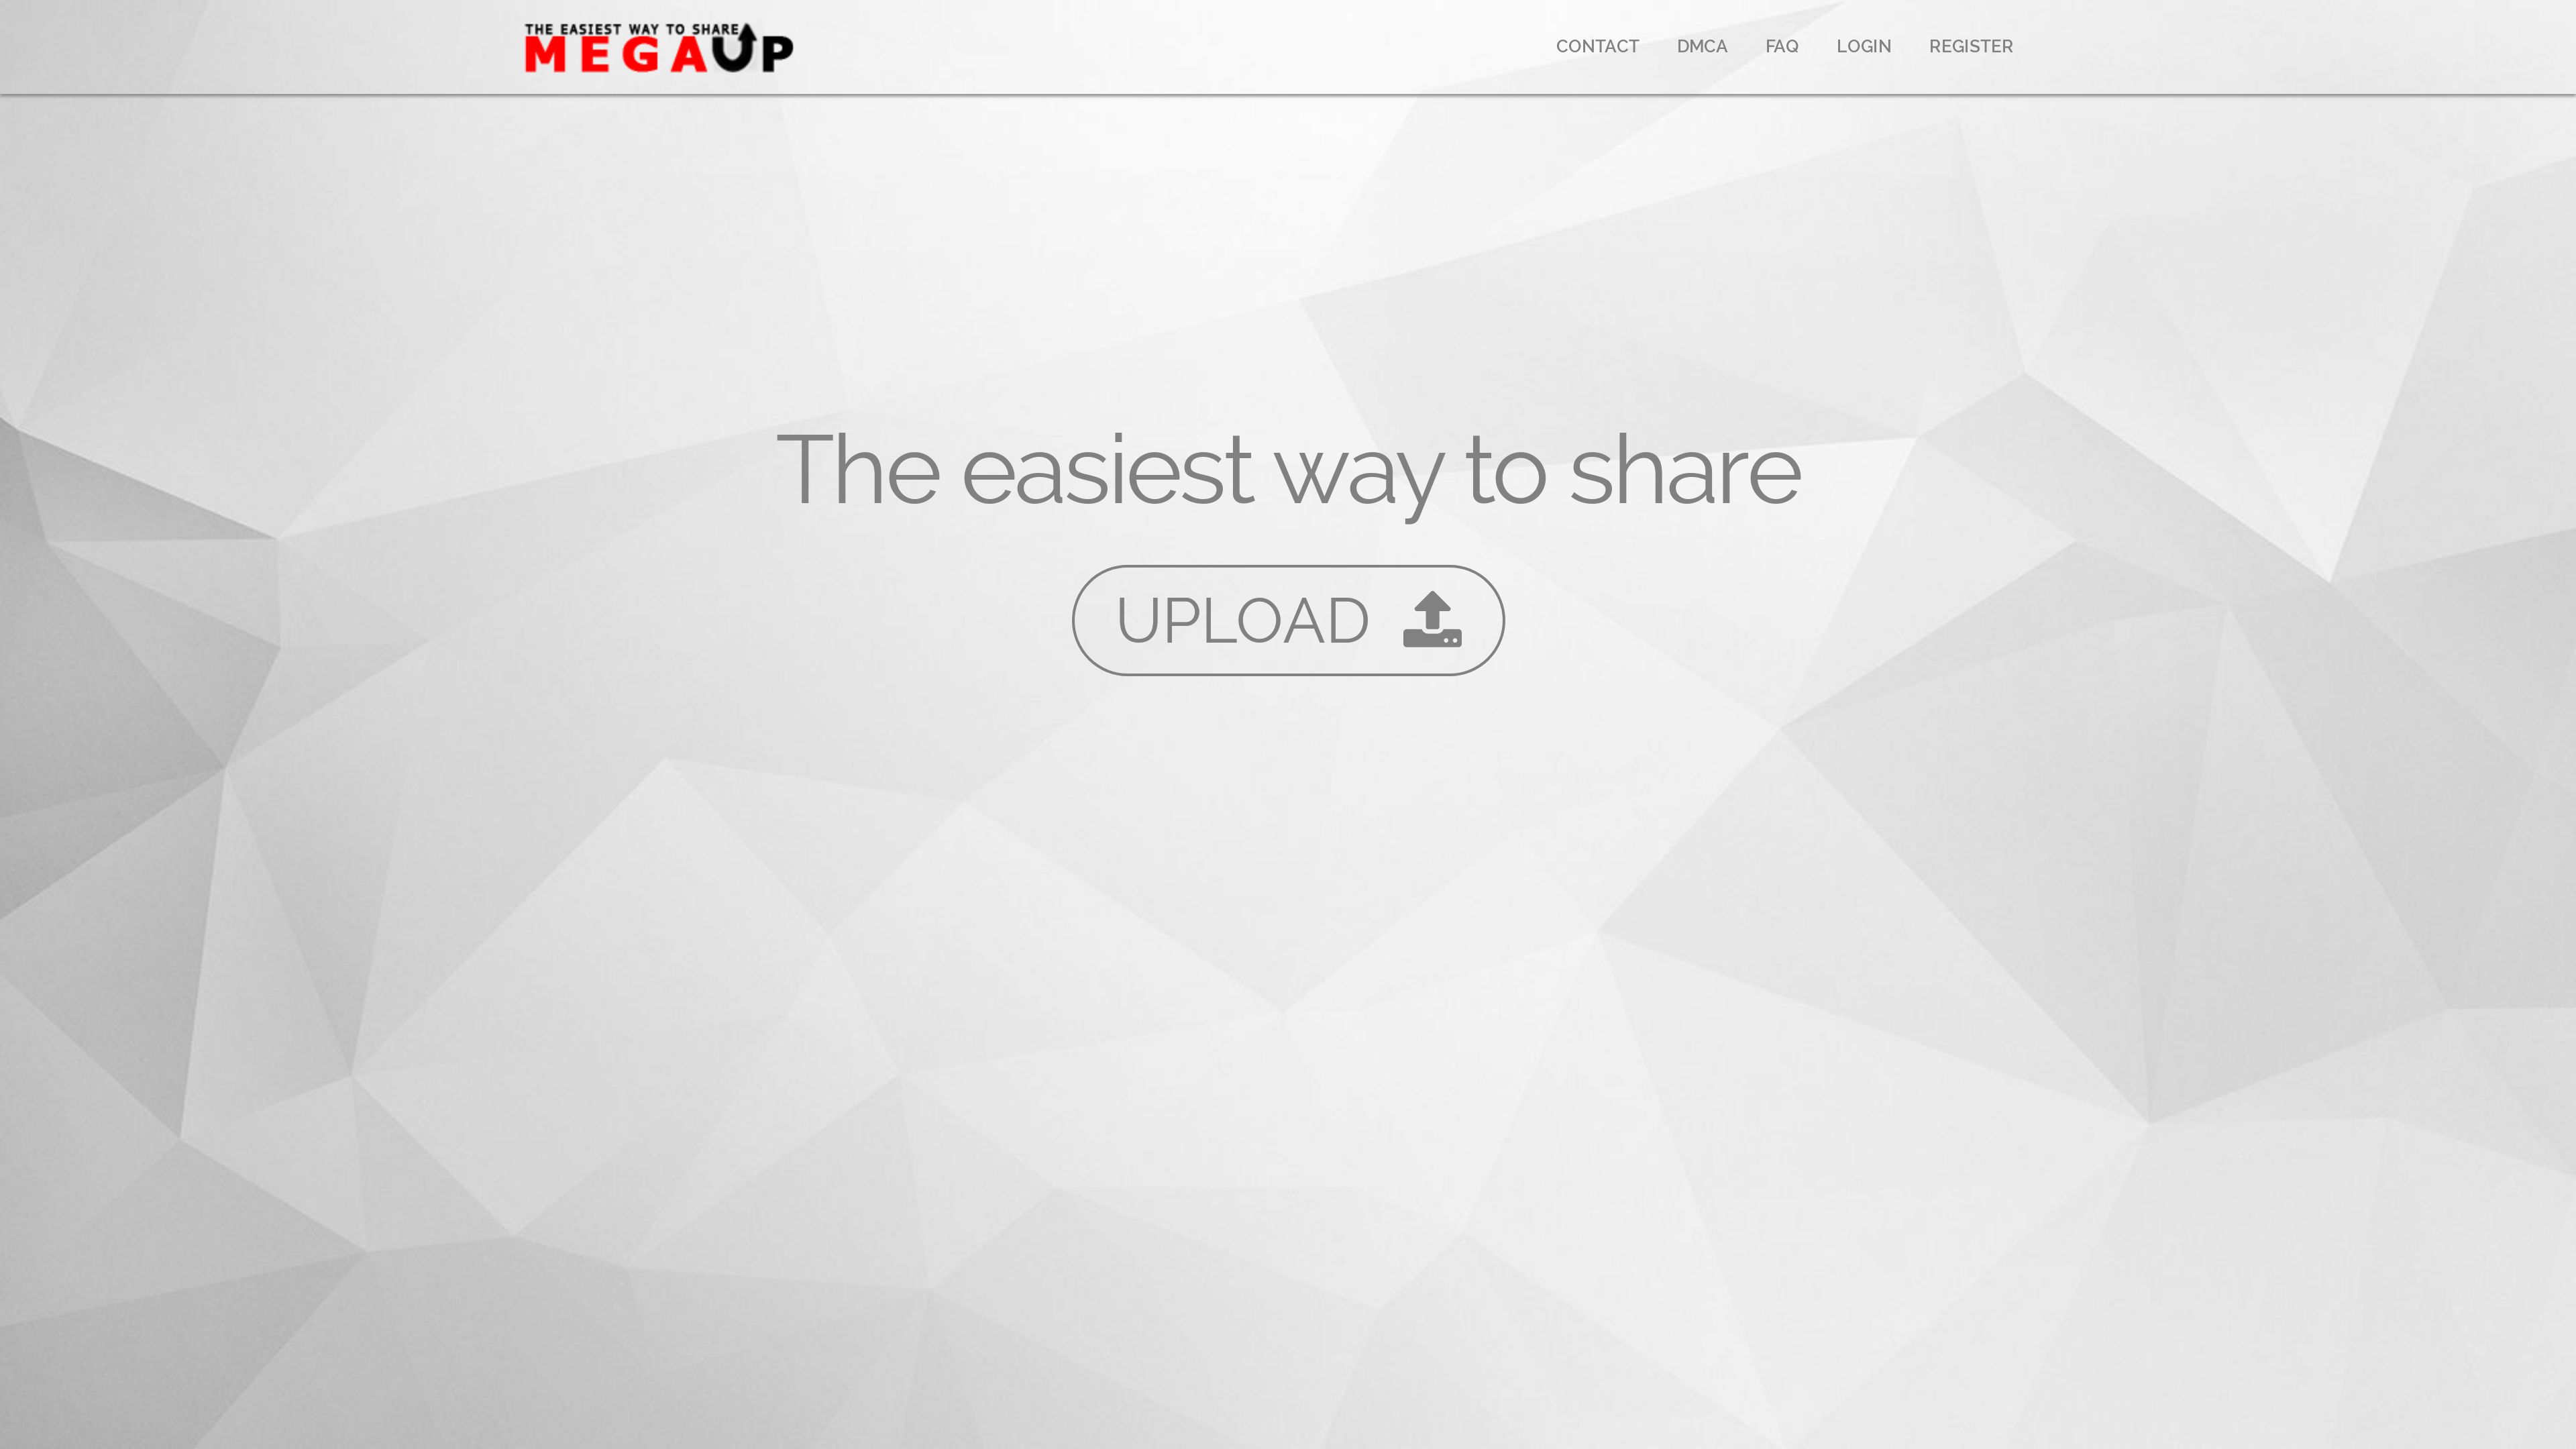 THE EASIEST WAY TO SHARE
MEGAUP
CONTACT DMCA FAQ LOGIN REGISTER
The easiest way to share
UPLOAD